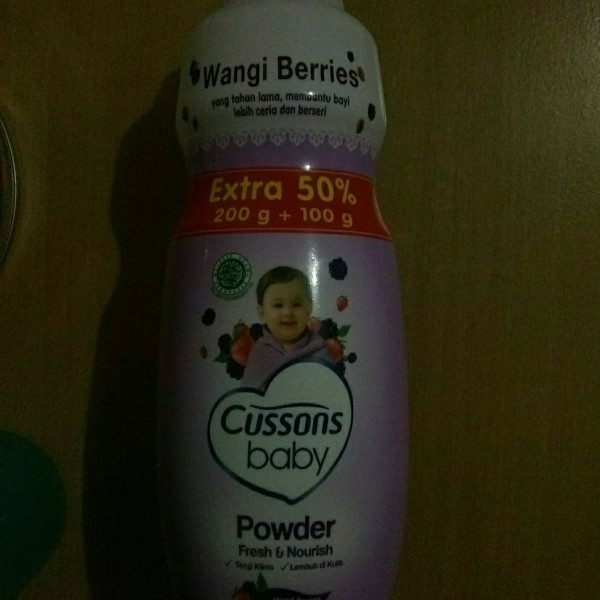 Wangi Berries
yang tahan lama, membantu bayi
lebih ceria dan berseri
Extra 50%
200 g + 100 g
Cussons
baby
Powder
Fresh & Nourish
✓ Teruji Klinis ✓ Lembut di Kulit